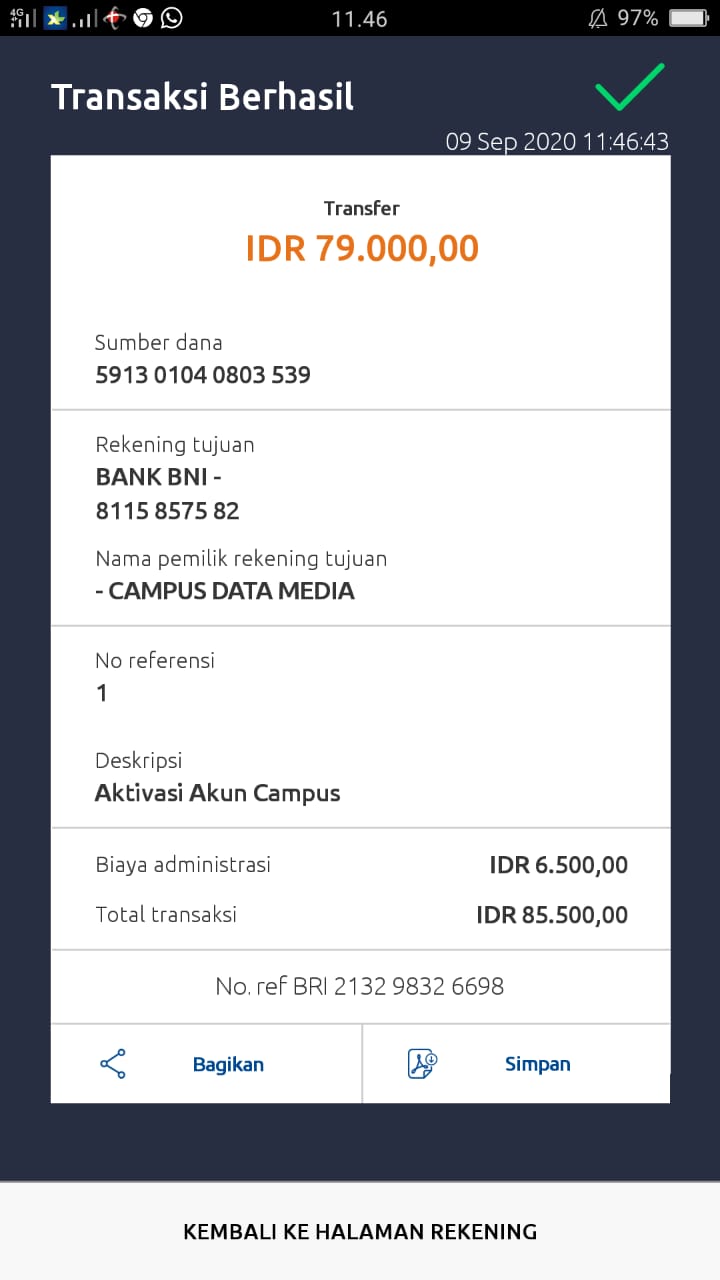 4G
11.46
97%
Transaksi Berhasil
09 Sep 2020 11:46:43
Transfer
IDR 79.000,00
Sumber dana
5913 0104 0803 539
Rekening tujuan
BANK BNI -
8115 8575 82
Nama pemilik rekening tujuan
- CAMPUS DATA MEDIA
No referensi
1
Deskripsi
Aktivasi Akun Campus
Biaya administrasi IDR 6.500,00
Total transaksi IDR 85.500,00
No. ref BRI 2132 9832 6698
Bagikan Simpan
KEMBALI KE HALAMAN REKENING